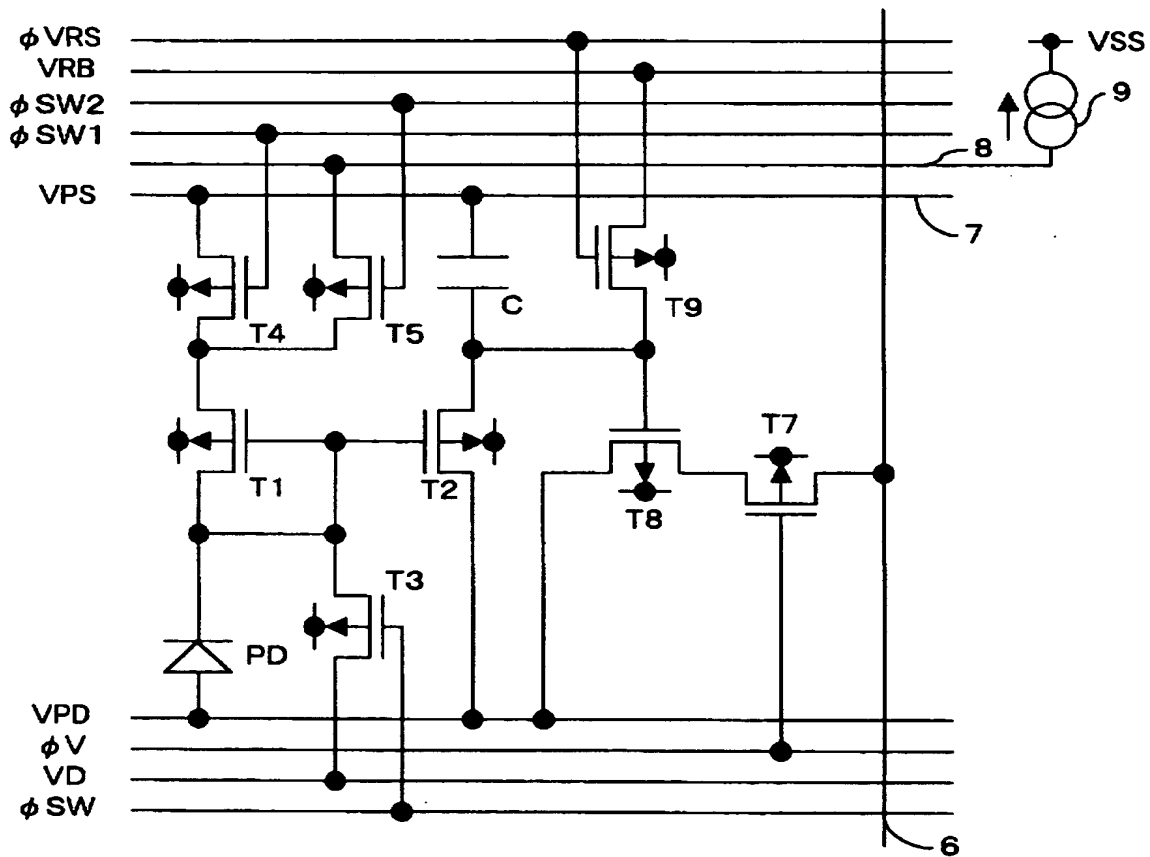 φVRS
VRB
VSS
φSW2
9
φSW1
8
VPS
7
T4
T5
C
T9
T1
T2
T7
T8
T3
PD
VPD
φV
VD
φSW
6